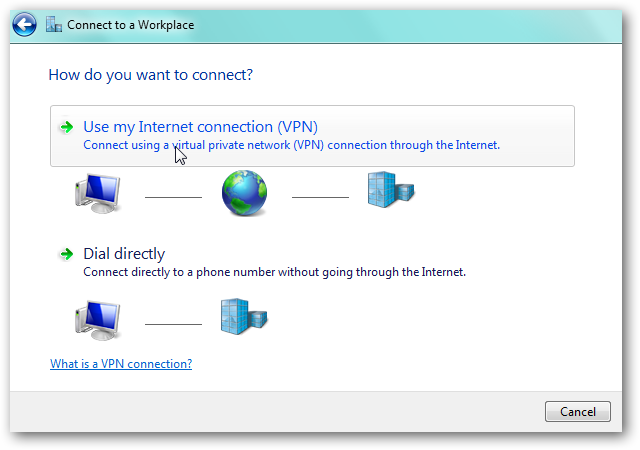 Connect to a Workplace
How do you want to connect?
Use my Internet connection (VPN)
Connect using a virtual private network (VPN) connection through the Internet.
Dial directly
Connect directly to a phone number without going through the Internet.
What is a VPN connection?
Cancel